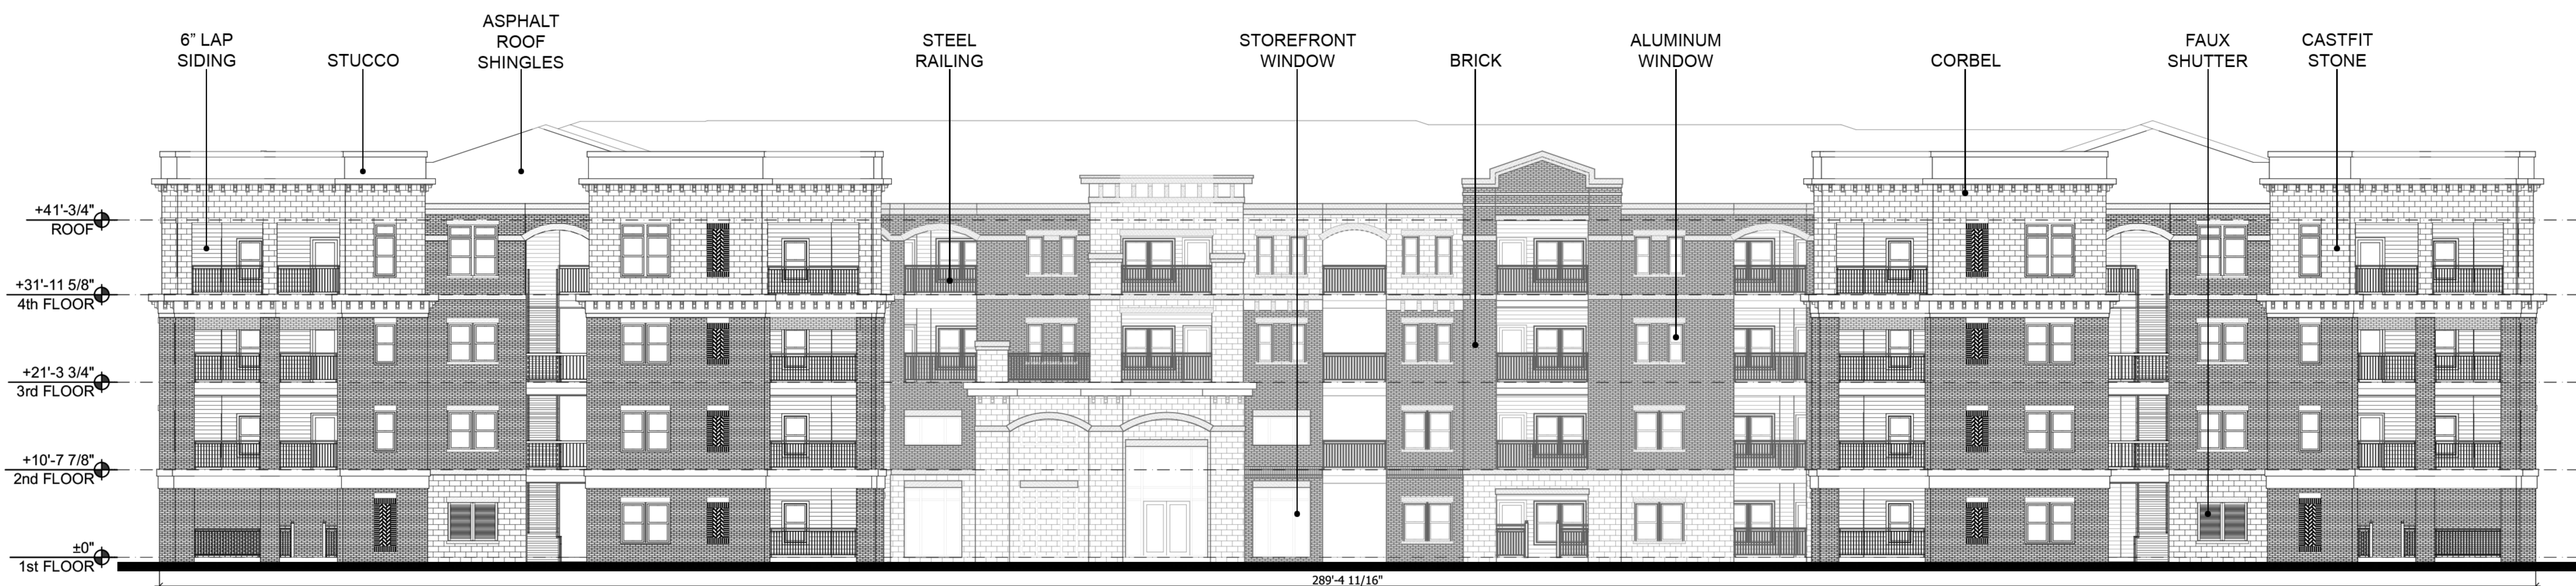 6” LAP
SIDING
STUCCO
ASPHALT
ROOF
SHINGLES
STEEL
RAILING
STOREFRONT
WINDOW
BRICK
ALUMINUM
WINDOW
CORBEL
FAUX
SHUTTER
CASTFIT
STONE
+41'-3/4"
ROOF
+31'-11 5/8"
4th FLOOR
+21'-3 3/4"
3rd FLOOR
+10'-7 7/8"
2nd FLOOR
±0"
1st FLOOR
289'-4 11/16"